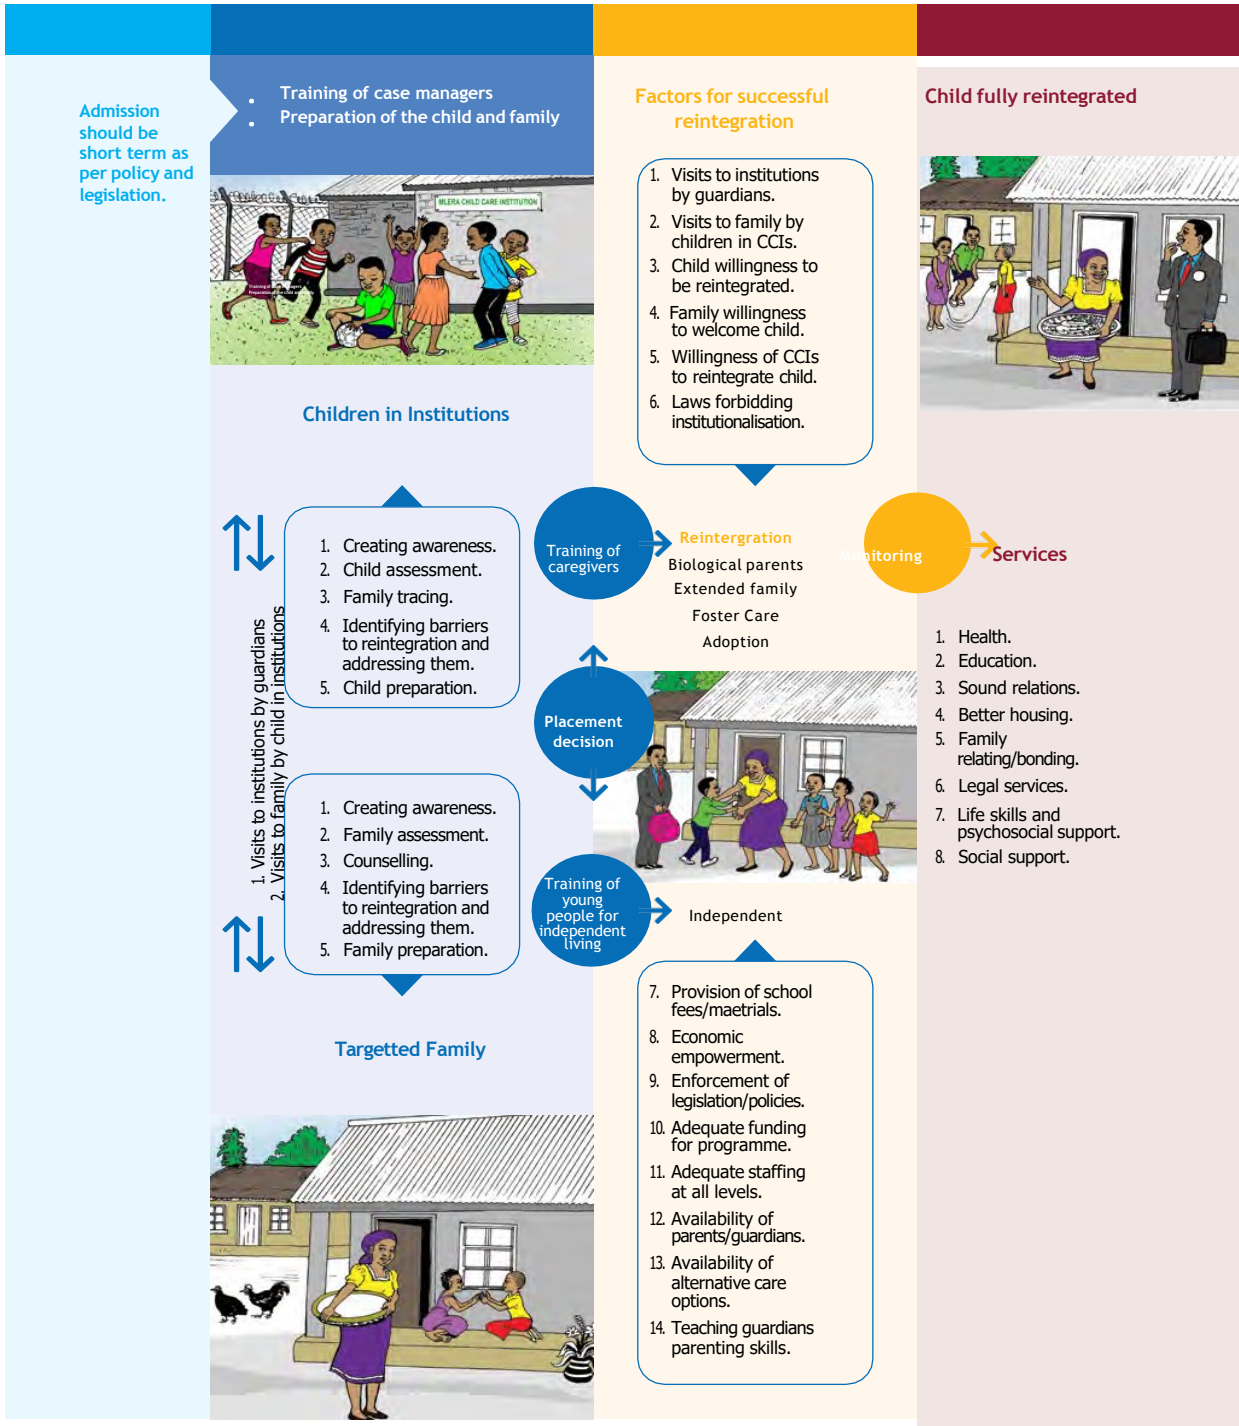 Admission
should be
short term as
per policy and
legislation.
• Training of case managers
• Preparation of the child and family
MLERA CHILD CARE INSTITUTION
Training of case managers
Preparation of the child and family
Children in Institutions
1. Creating awareness.
2. Child assessment.
3. Family tracing.
4. Identifying barriers
to reintegration and
addressing them.
5. Child preparation.
1. Visits to institutions by guardians
2. Visits to family by child in institutions
1. Creating awareness.
2. Family assessment.
3. Counselling.
4. Identifying barriers
to reintegration and
addressing them.
5. Family preparation.
Targetted Family
Training of
caregivers
Placement
decision
Training of
young
people for
independent
living
Factors for successful
reintegration
1. Visits to institutions
by guardians.
2. Visits to family by
children in CCIs.
3. Child willingness to
be reintegrated.
4. Family willingness
to welcome child.
5. Willingness of CCIs
to reintegrate child.
6. Laws forbidding
institutionalisation.
Reintergration
Biological parents
Extended family
Foster Care
Adoption
Independent
7. Provision of school
fees/maetrials.
8. Economic
empowerment.
9. Enforcement of
legislation/policies.
10. Adequate funding
for programme.
11. Adequate staffing
at all levels.
12. Availability of
parents/guardians.
13. Availability of
alternative care
options.
14. Teaching guardians
parenting skills.
Monitoring
Child fully reintegrated
Services
1. Health.
2. Education.
3. Sound relations.
4. Better housing.
5. Family
relating/bonding.
6. Legal services.
7. Life skills and
psychosocial support.
8. Social support.